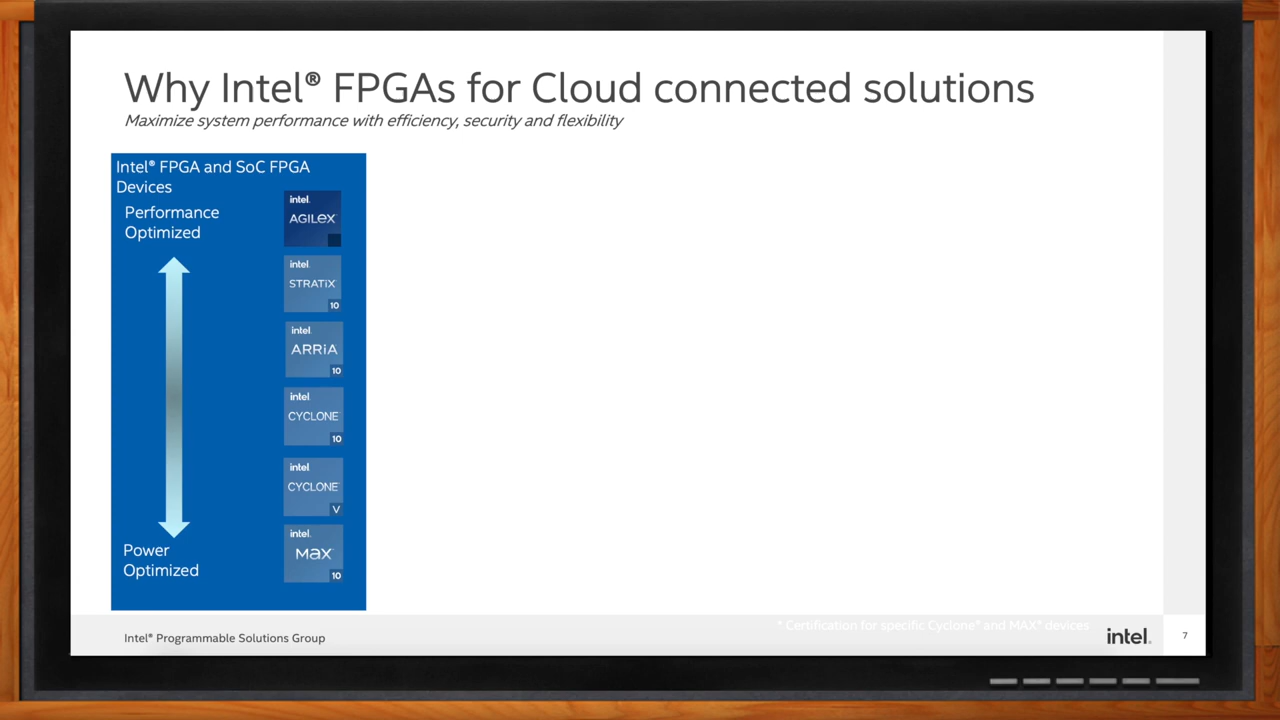 Why Intel® FPGAs for Cloud connected solutions
Maximize system performance with efficiency, security and flexibility
Intel® FPGA and SoC FPGA
Devices
Performance
Optimized
intel.
AGILEX
intel.
STRATIX
10
intel.
ARRIA
10
intel.
CYCLONE
10
intel.
CYCLONE
V
intel.
MAX
10
Power
Optimized
* Certification for specific Cyclone® and MAX® devices
Intel® Programmable Solutions Group
intel.
7